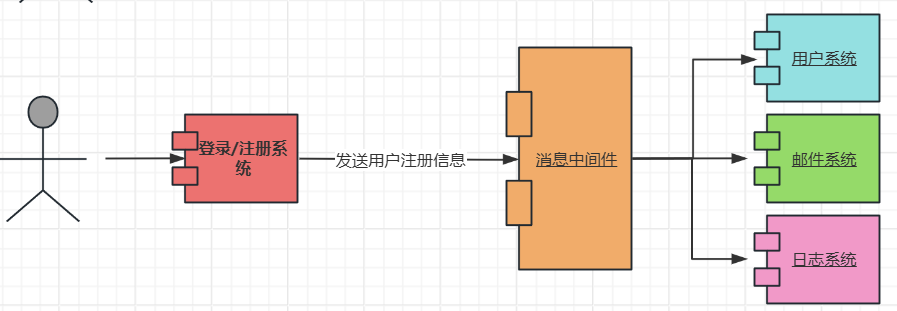 用户系统
登录/注册系
统
发送用户注册信息
消息中间件
邮件系统
日志系统